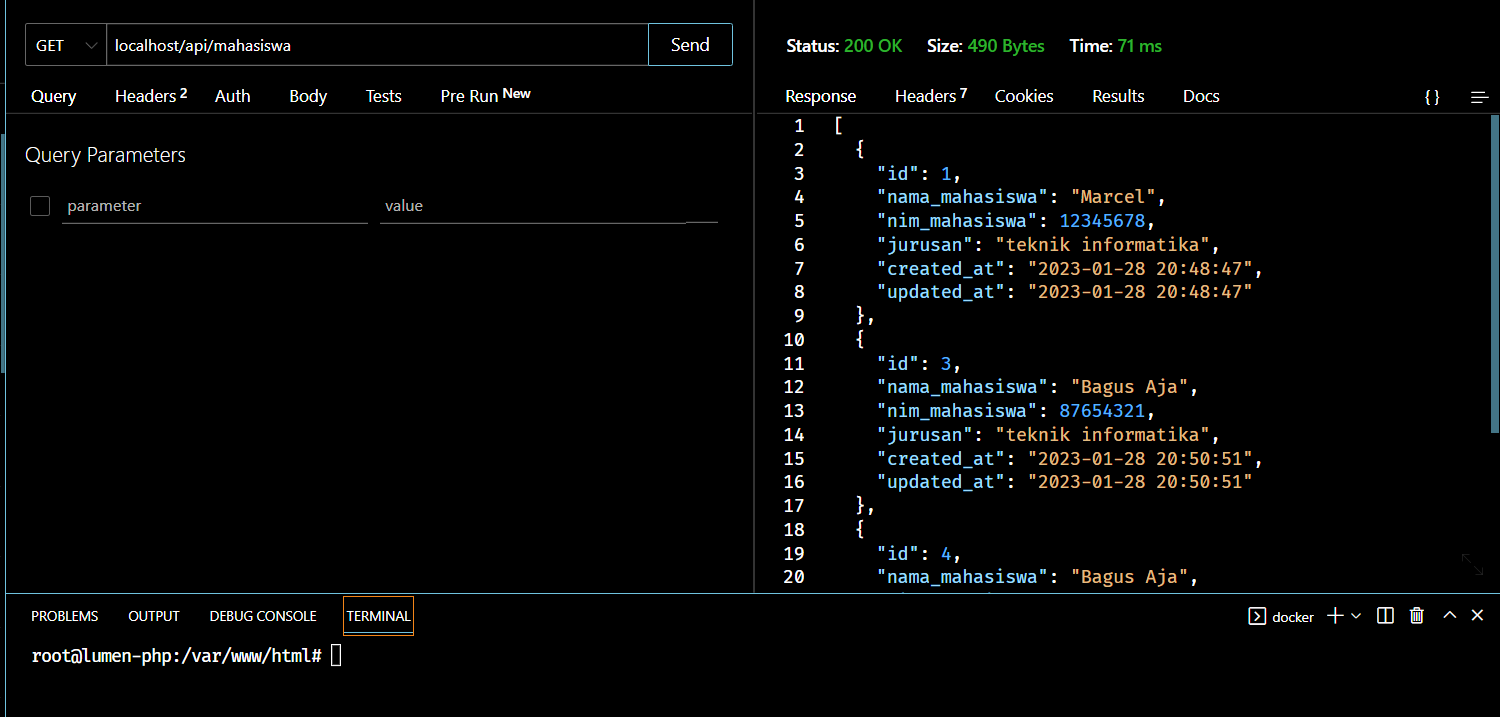 GET localhost/api/mahasiswa Send
Query Headers 2 Auth Body Tests Pre Run New
Query Parameters
parameter value
Status: 200 OK Size: 490 Bytes Time: 71 ms
Response Headers 7 Cookies Results Docs { }
1 [
2 {
3 "id": 1,
4 "nama_mahasiswa": "Marcel",
5 "nim_mahasiswa": 12345678,
6 "jurusan": "teknik informatika",
7 "created_at": "2023-01-28 20:48:47",
8 "updated_at": "2023-01-28 20:48:47"
9 },
10 {
11 "id": 3,
12 "nama_mahasiswa": "Bagus Aja",
13 "nim_mahasiswa": 87654321,
14 "jurusan": "teknik informatika",
15 "created_at": "2023-01-28 20:50:51",
16 "updated_at": "2023-01-28 20:50:51"
17 },
18 {
19 "id": 4,
20 "nama_mahasiswa": "Bagus Aja",
PROBLEMS OUTPUT DEBUG CONSOLE TERMINAL docker
root@lumen-php:/var/www/html#